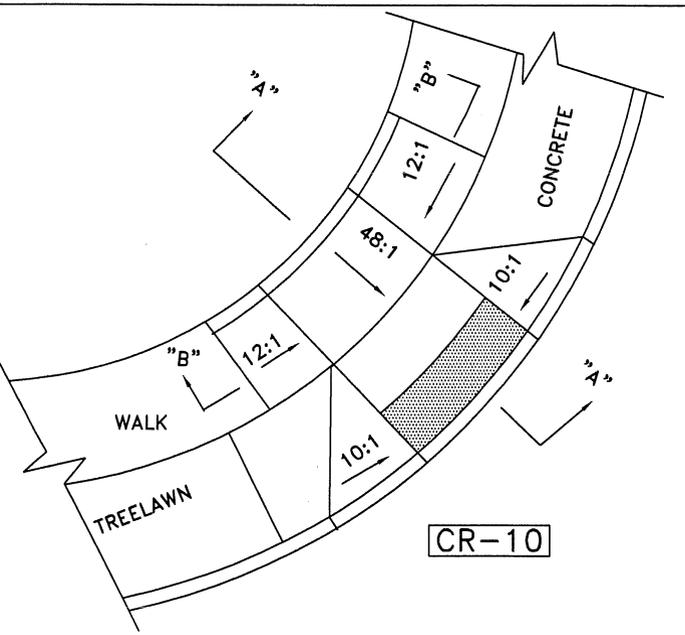 "A"
"B"
12:1
CONCRETE
48:1
10:1
"B"
12:1
"A"
WALK
10:1
TREELAWN
CR-10